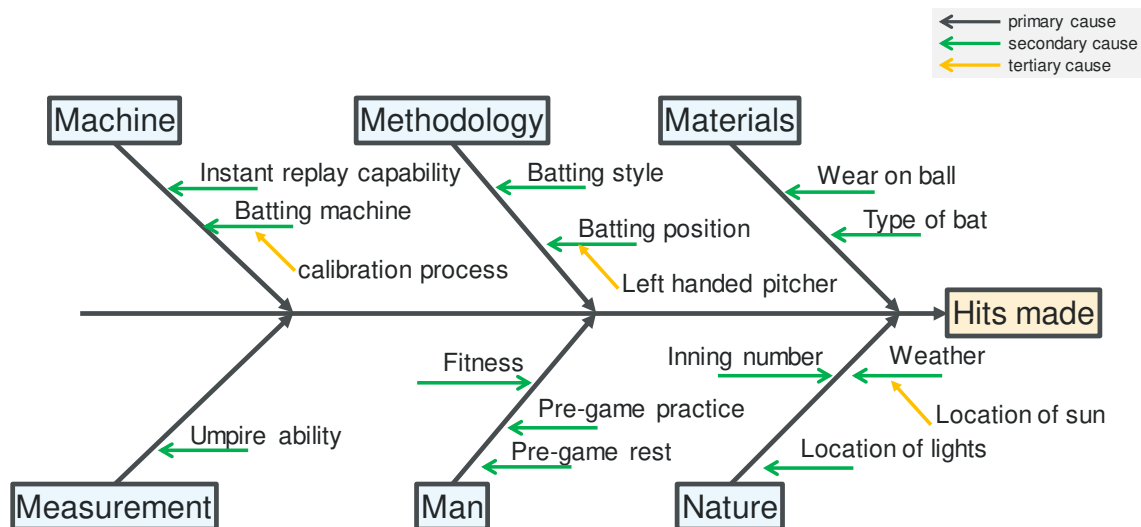 primary cause
secondary cause
tertiary cause
Machine
Methodology
Materials
Instant replay capability
Batting style
Wear on ball
Batting machine
Batting position
Type of bat
calibration process
Left handed pitcher
Hits made
Fitness
Inning number
Weather
Pre-game practice
Location of sun
Umpire ability
Pre-game rest
Location of lights
Measurement
Man
Nature